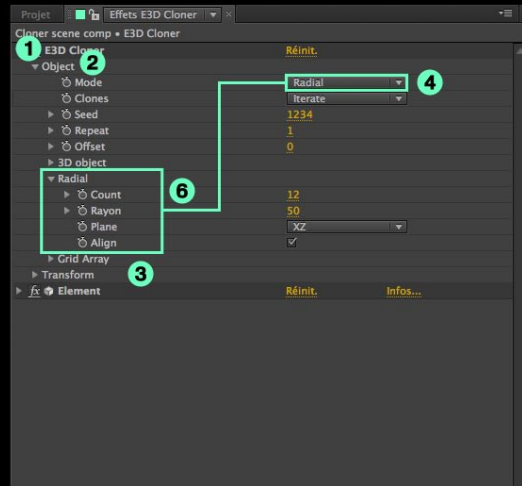 Projet Effets E3D Cloner
Cloner scene comp • E3D Cloner
1 E3D Cloner Réinit.
Object 2
Mode Radial 4
Clones Iterate
Seed 1234
Repeat 1
Offset 0
3D object
Radial
6
Count 12
Rayon 50
Plane XZ
Align
Grid Array
Transform 3
fx Element Réinit. Infos...